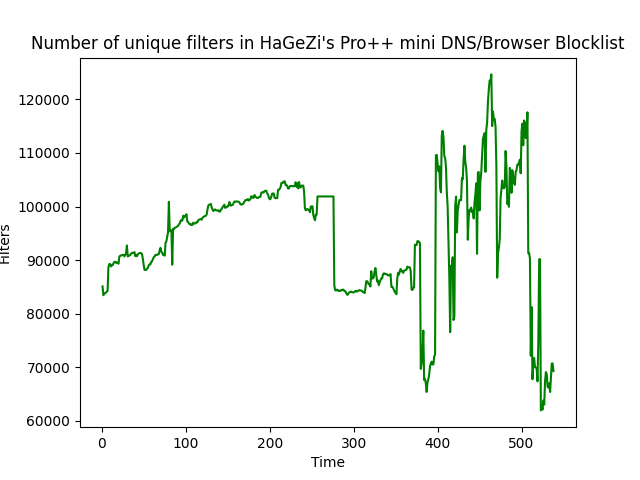 Number of unique filters in HaGeZi's Pro++ mini DNS/Browser Blocklist
120000
110000
100000
90000
80000
70000
60000
Filters
0 100 200 300 400 500
Time